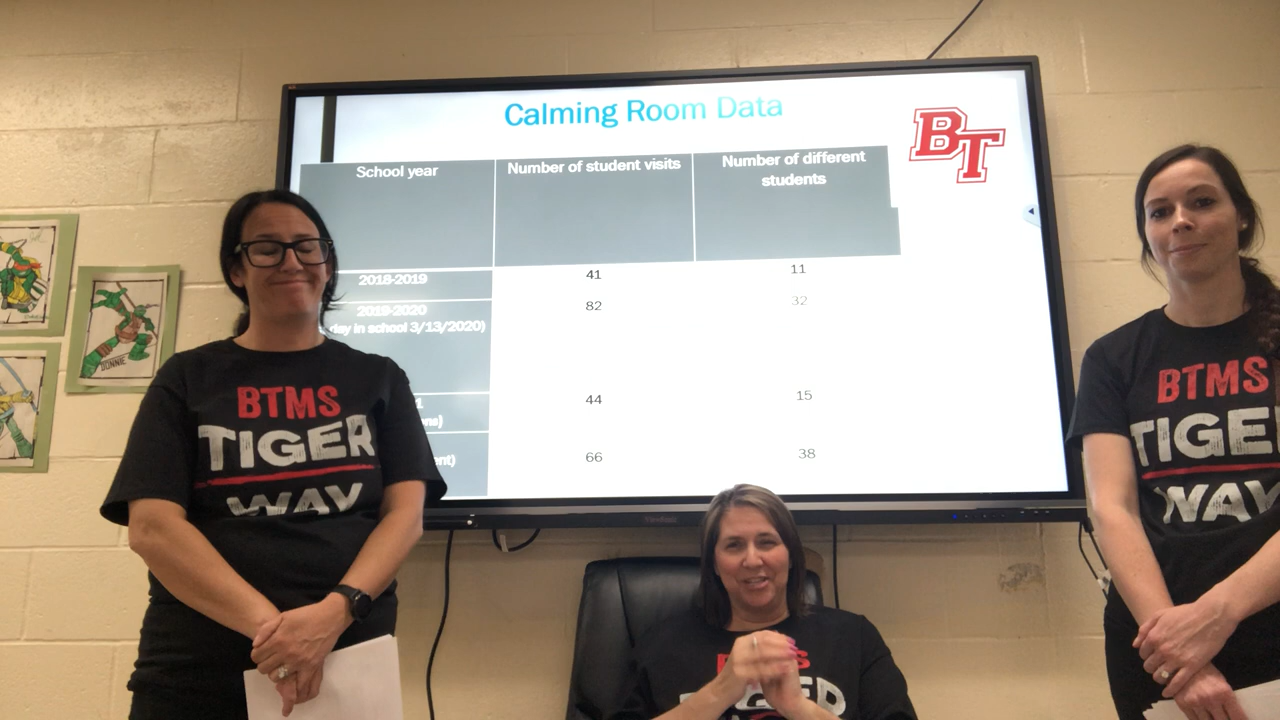 Calming Room Data
BT
School year
Number of student visits
Number of different
students
2018-2019
41
11
2019-2020
82
32
day in school 3/13/2020)
44
15
66
38
DONNIE
BTMS
TIGER
WAY
BTMS
TIGE
WAY